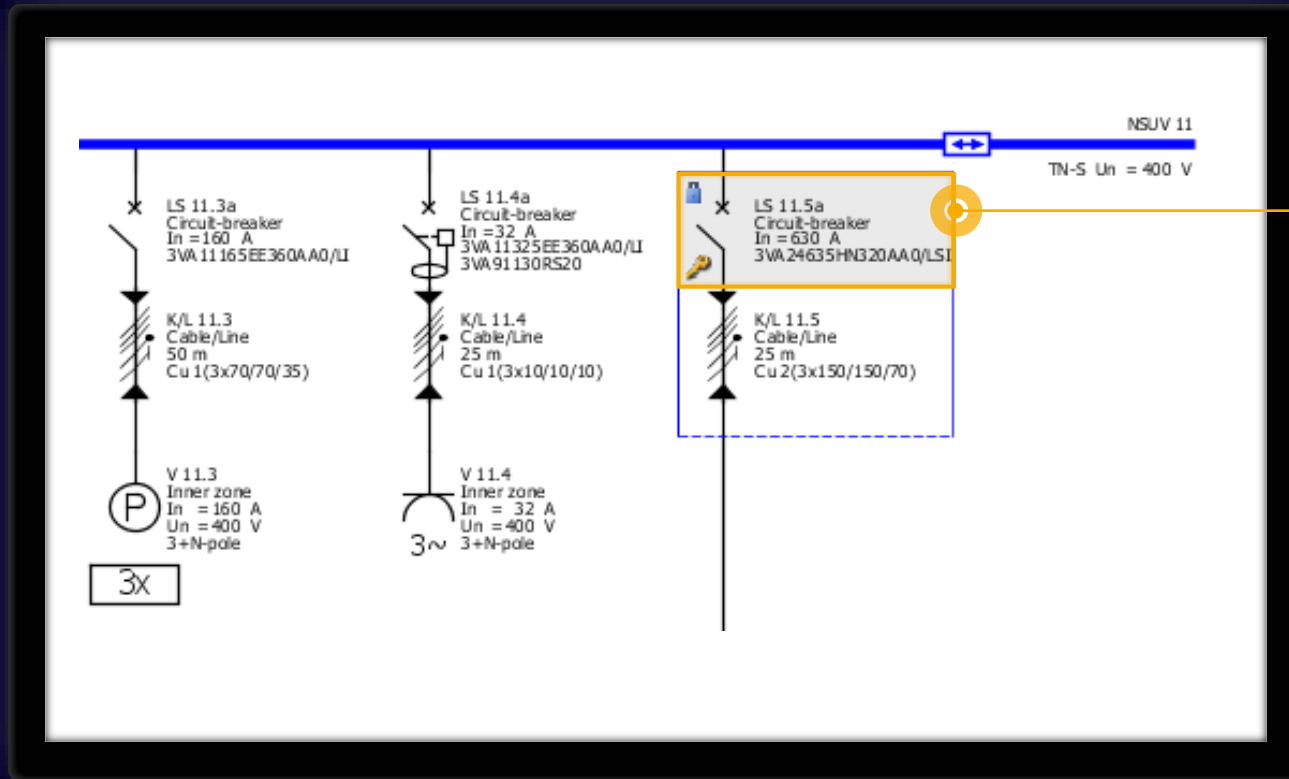 NSUV 11
TN-S Un = 400 V
LS 11.3a
Circuit-breaker
In =160 A
3VA11165EE360AA0/LI
LS 11.4a
Circuit-breaker
In =32 A
3VA11325EE360AA0/LI
3VA91130RS20
LS 11.5a
Circuit-breaker
In =630 A
3VA24635HN320AA0/LSI
K/L 11.3
Cable/Line
50 m
Cu 1(3x70/70/35)
K/L 11.4
Cable/Line
25 m
Cu 1(3x10/10/10)
K/L 11.5
Cable/Line
25 m
Cu 2(3x150/150/70)
V 11.3
Inner zone
In = 160 A
Un =400 V
3+N-pole
P
3x
V 11.4
Inner zone
In = 32 A
Un =400 V
3+N-pole
3~